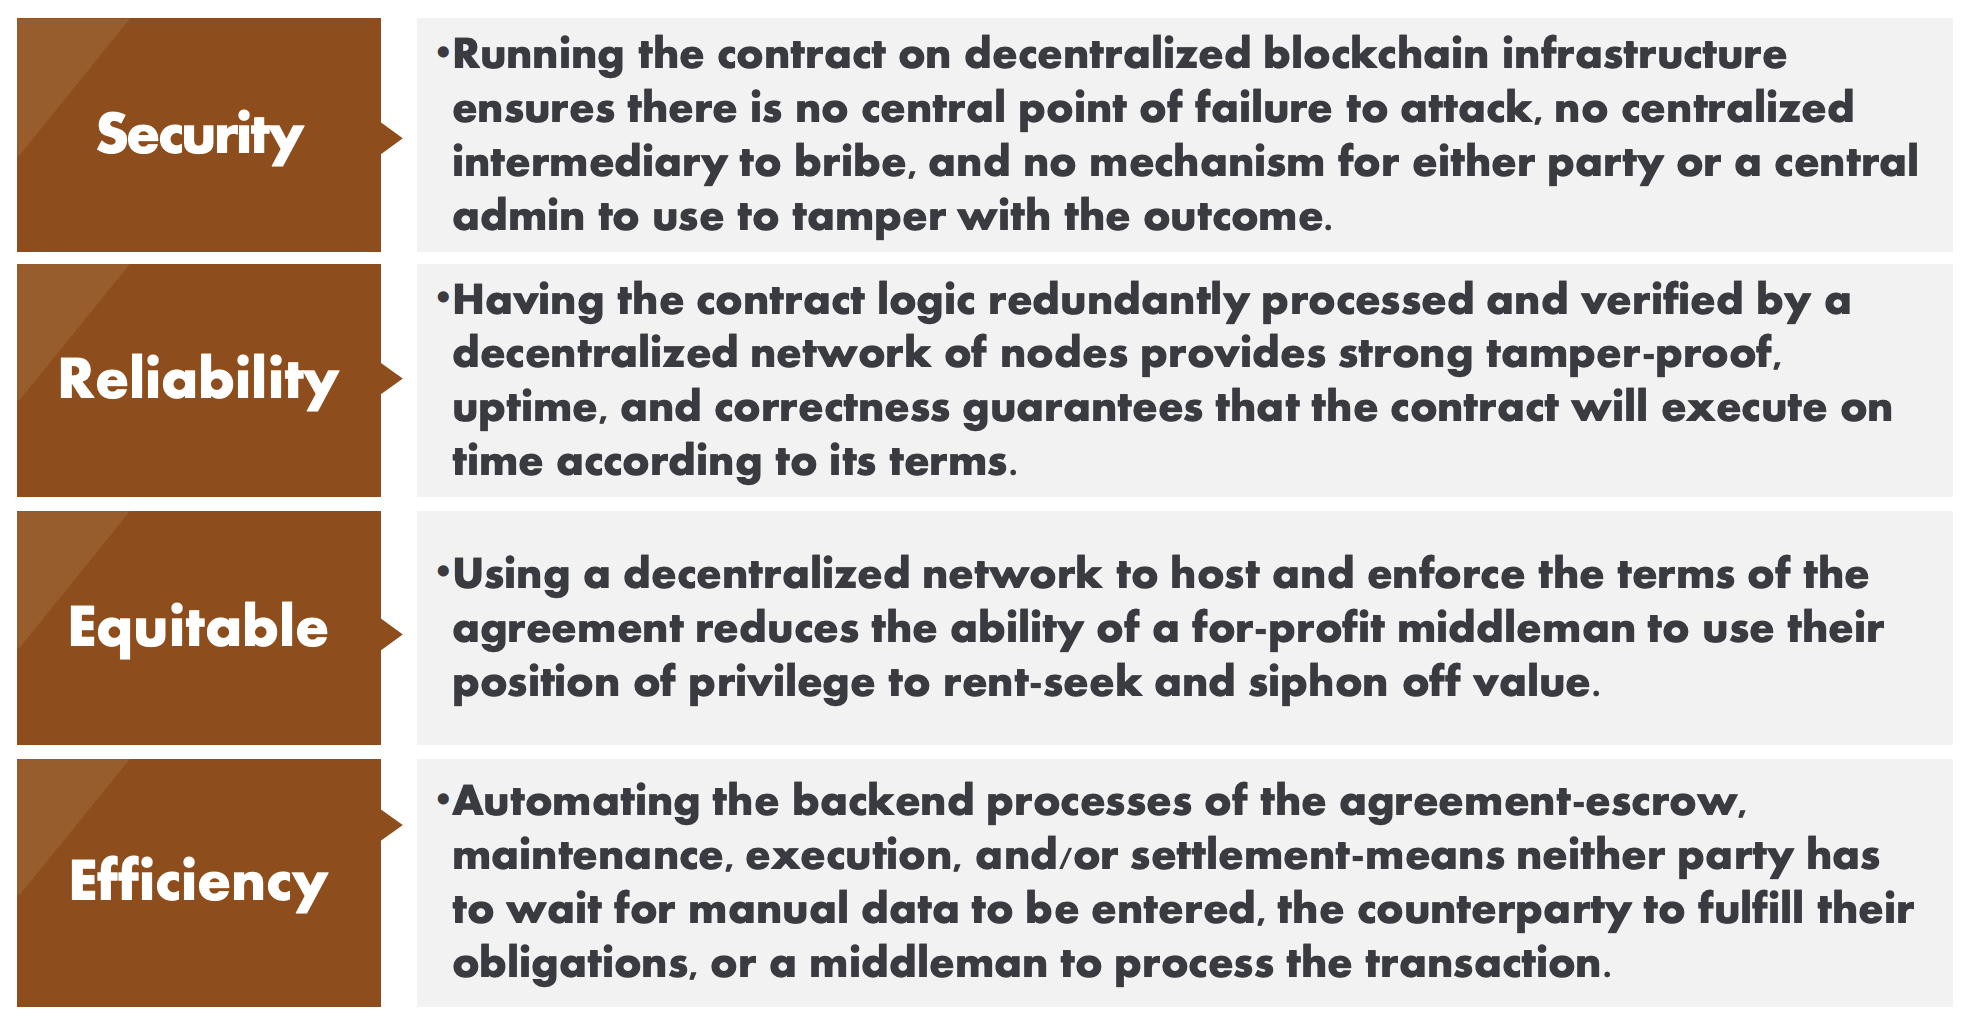 Security
•Running the contract on decentralized blockchain infrastructure
ensures there is no central point of failure to attack, no centralized
intermediary to bribe, and no mechanism for either party or a central
admin to use to tamper with the outcome.
Reliability
•Having the contract logic redundantly processed and verified by a
decentralized network of nodes provides strong tamper-proof,
uptime, and correctness guarantees that the contract will execute on
time according to its terms.
Equitable
•Using a decentralized network to host and enforce the terms of the
agreement reduces the ability of a for-profit middleman to use their
position of privilege to rent-seek and siphon off value.
Efficiency
•Automating the backend processes of the agreement-escrow,
maintenance, execution, and/or settlement-means neither party has
to wait for manual data to be entered, the counterparty to fulfill their
obligations, or a middleman to process the transaction.